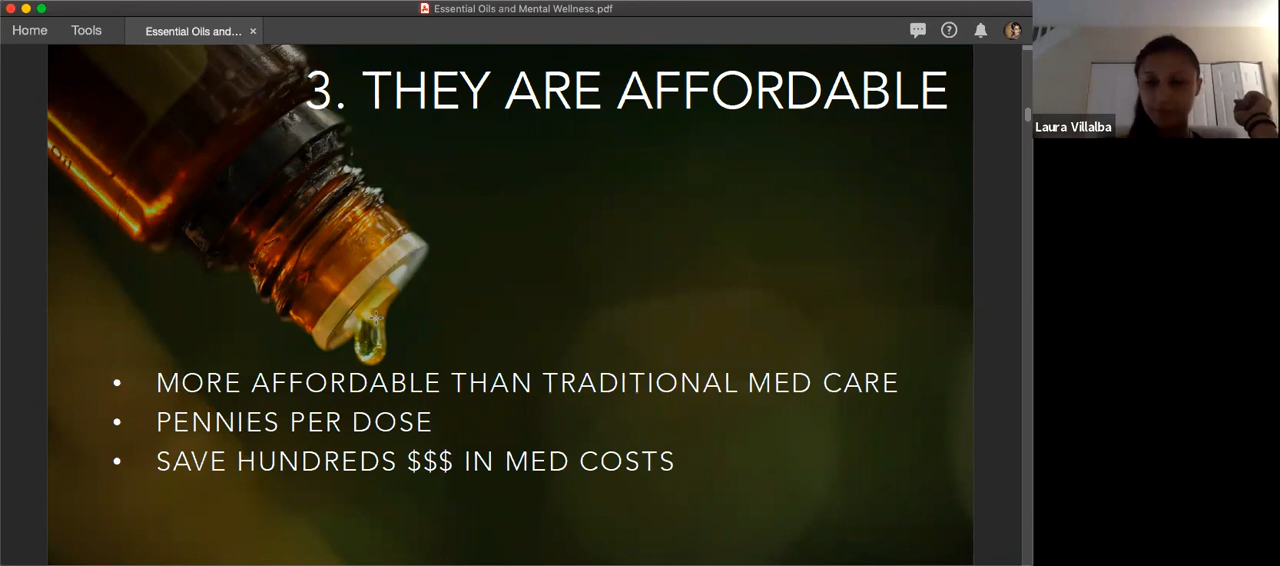 Essential Oils and Mental Wellness.pdf
Home Tools Essential Oils and... ×
3. THEY ARE AFFORDABLE
Laura Villalba
Oil
• MORE AFFORDABLE THAN TRADITIONAL MED CARE
• PENNIES PER DOSE
• SAVE HUNDREDS $$$ IN MED COSTS